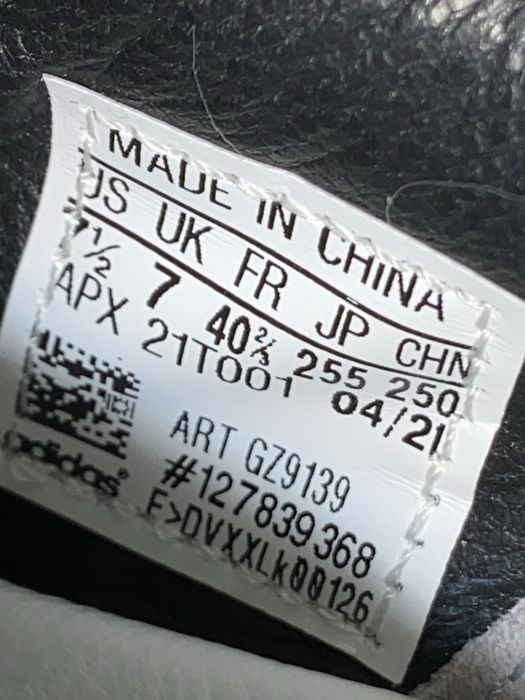 MADE IN CHINA
US UK FR JP CHN
7½ 7 40⅔ 255 250
APX 21T001 04/21
ART GZ9139
#127839368
adidas®
F>DVXXLk00126